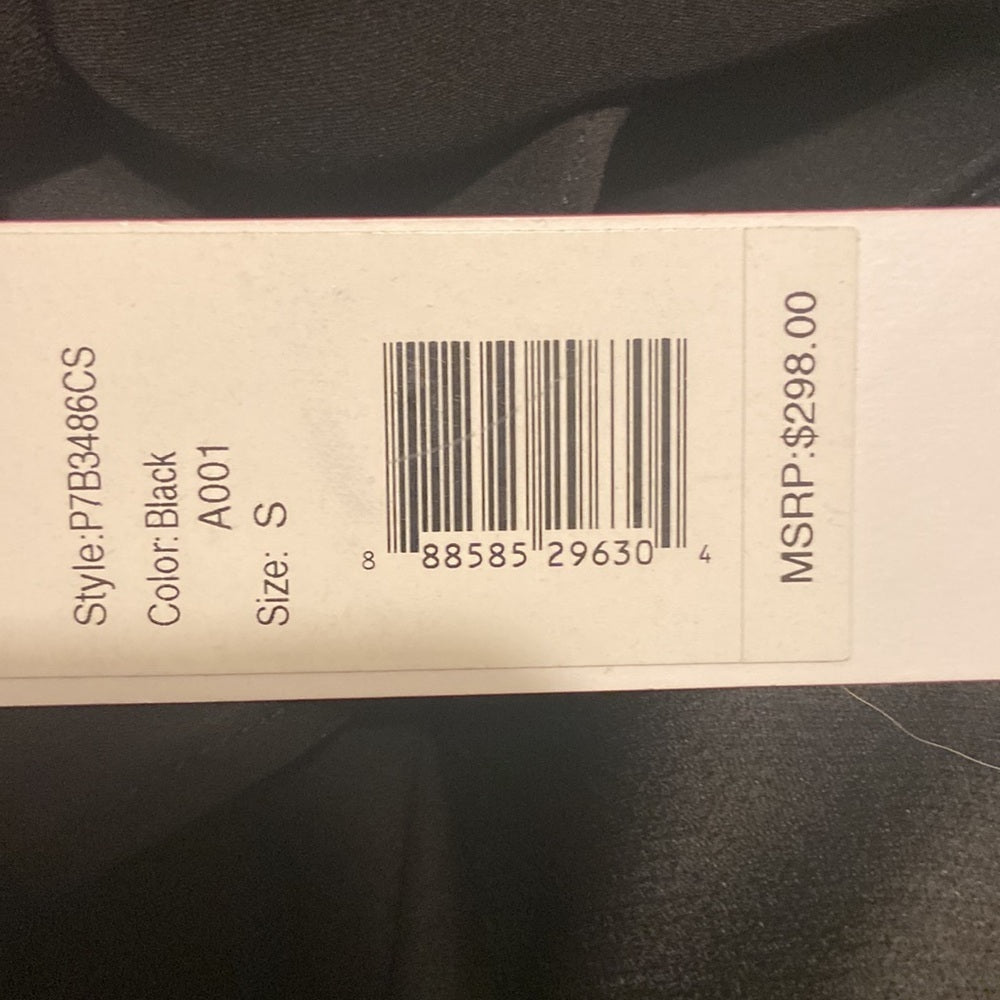 Style:P7B3486CS
Color: Black
A001
Size: S
8 88585 29630 4
MSRP:$298.00